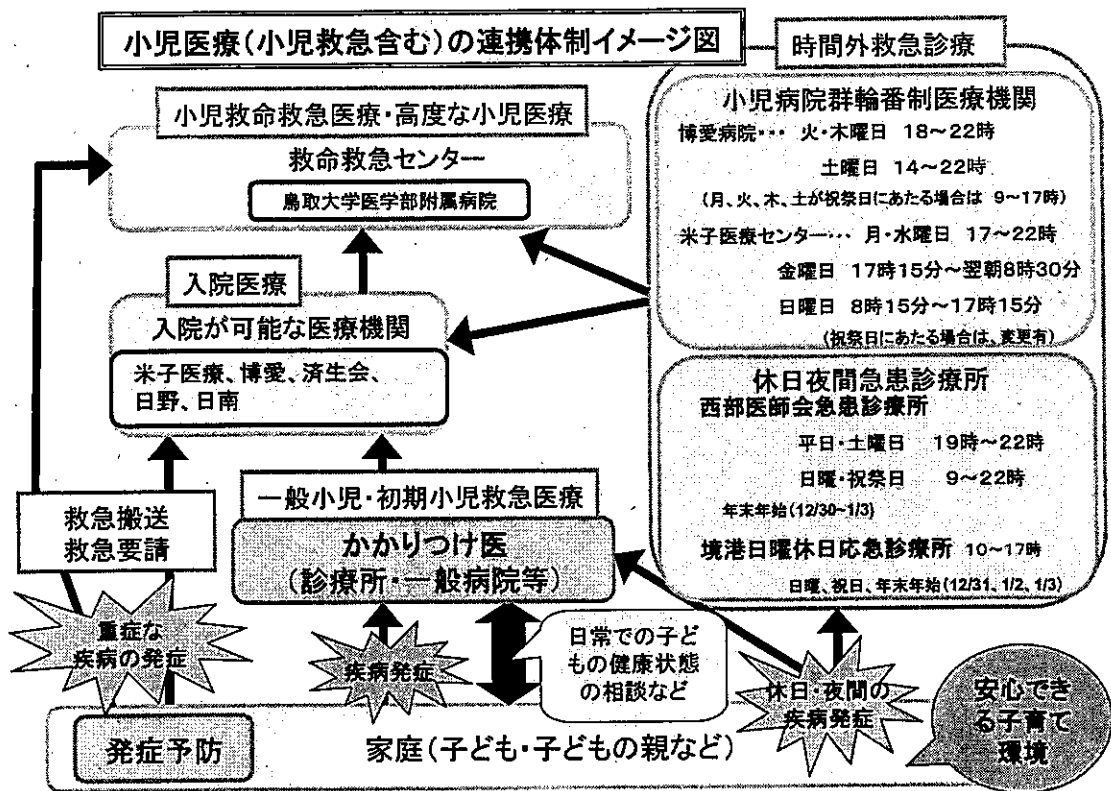 小児医療(小児救急含む)の連携体制イメージ図
時間外救急診療
小児病院群輪番制医療機関
博愛病院･･･ 火・木曜日 18～22時
土曜日 14～22時
(月、火、木、土が祝祭日にあたる場合は 9～17時)
米子医療センター･･･ 月・水曜日 17～22時
金曜日 17時15分～翌朝8時30分
日曜日 8時15分～17時15分
(祝祭日にあたる場合は、変更有)
休日夜間急患診療所
西部医師会急患診療所
平日・土曜日 19時～22時
日曜・祝祭日 9～22時
年末年始(12/30~1/3)
境港日曜休日応急診療所 10～17時
日曜、祝日、年末年始(12/31、1/2、1/3)
小児救命救急医療・高度な小児医療
救命救急センター
鳥取大学医学部附属病院
入院医療
入院が可能な医療機関
米子医療、博愛、済生会、
日野、日南
一般小児・初期小児救急医療
かかりつけ医
(診療所・一般病院等)
救急搬送
救急要請
重症な
疾病の発症
疾病発症
日常での子ど
もの健康状態
の相談など
休日・夜間の
疾病発症
安心でき
る子育て
環境
発症予防
家庭(子ども・子どもの親など)